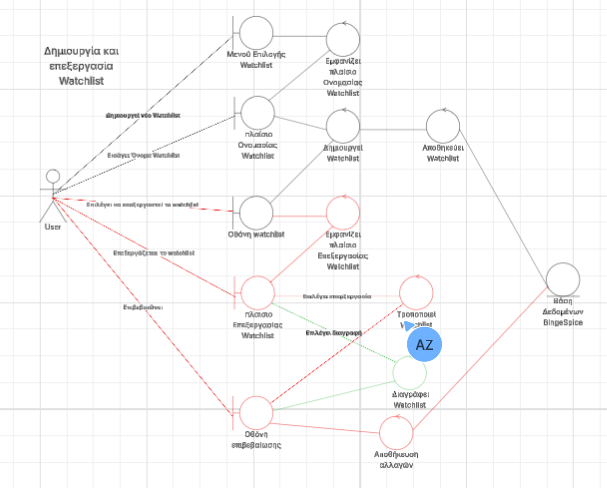 Δημιουργία και
επεξεργασία
Watchlist
Μενού Επιλογής
Watchlist
Εμφανίζει
πλαίσιο
Ονομασίας
Watchlist
Δημιουργεί νέο Watchlist
πλαίσιο
Ονομασίας
Watchlist
Δημιουργεί
Watchlist
Αποθηκεύει
Watchlist
Εισάγει Όνομα Watchlist
User
Επιλέγει να επεξεργαστεί το watchlist
Οθόνη watchlist
Εμφανίζει
πλαίσιο
Επεξεργασίας
Watchlist
Επεξεργάζεται το watchlist
Επιβεβαιώνει
πλαίσιο
Επεξεργασίας
Watchlist
Επιλέγει επεξεργασία
Τροποποιεί
Watchlist
Βάση
Δεδομένων
BingeSpice
Επιλέγει διαγραφή
AZ
Διαγράφει
Watchlist
Οθόνη
επιβεβαίωσης
Αποθήκευση
αλλαγών